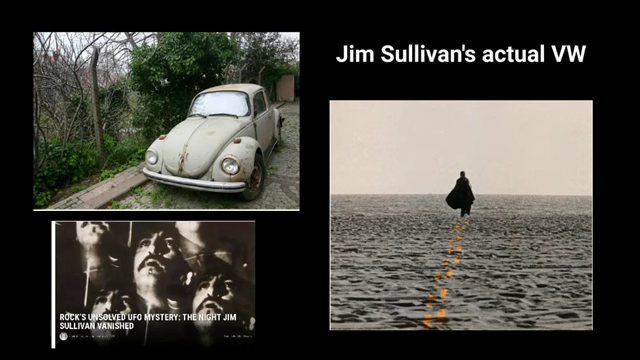 Jim Sullivan's actual VW
ROCK'S UNSOLVED UFO MYSTERY: THE NIGHT JIM
SULLIVAN VANISHED